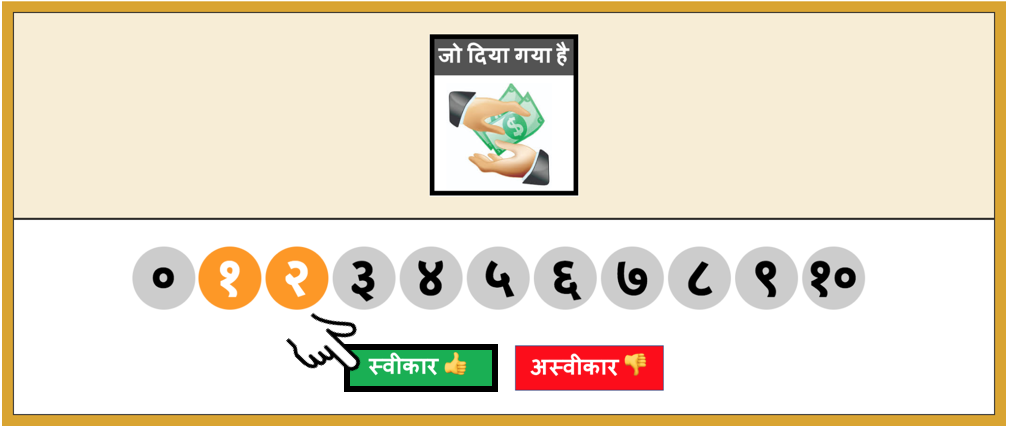 जो दिया गया है
० १ २ ३ ४ ५ ६ ७ ८ ९ १०
स्वीकार 👍 अस्वीकार 👎